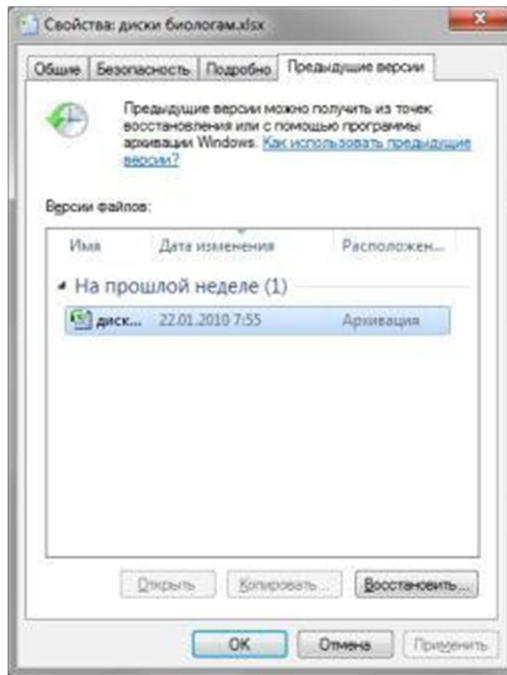 Свойства: диски биологам.xlsx
Общие Безопасность Подробно Предыдущие версии
Предыдущие версии можно получить из точек
восстановления или с помощью программы
архивации Windows. Как использовать предыдущие
версии?
Версии файлов:
Имя Дата изменения Расположен...
На прошлой неделе (1)
диск... 22.01.2010 7:55 Архивация
Открыть Копировать... Восстановить...
OK Отмена Применить